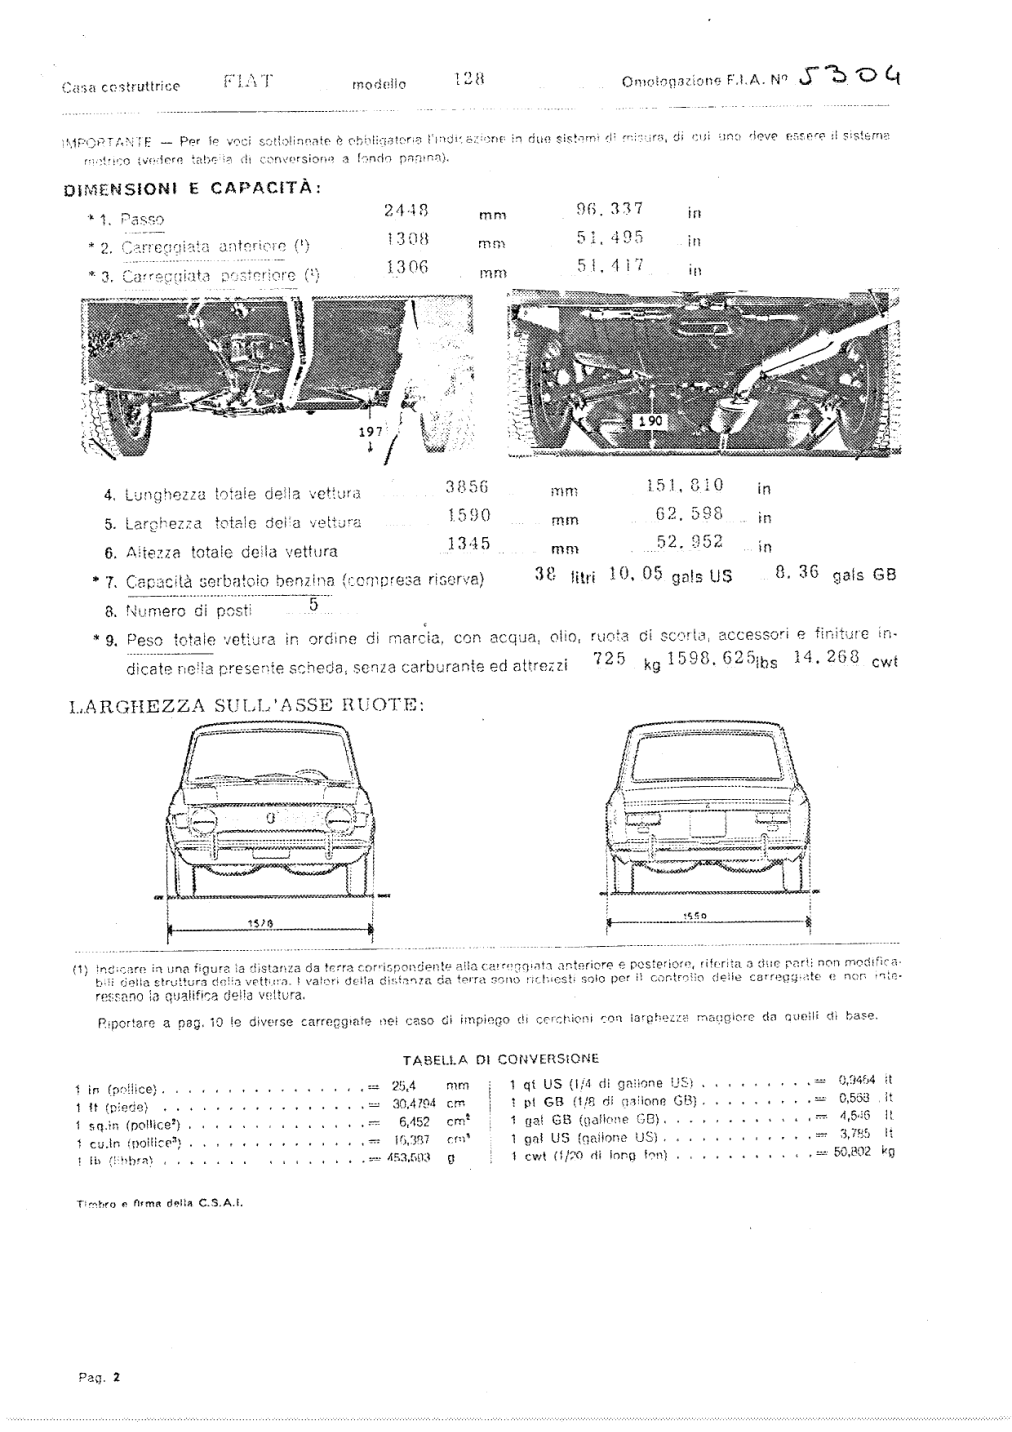 Casa costruttrice FIAT modello 128 Omologazione F.I.A. Nº 5304
IMPORTANTE — Per le voci sottolineate è obbligatoria l'indicazione in due sistemi di misura, di cui uno deve essere il sistema
metrico (vedere tabella di conversione a fondo pagina).
DIMENSIONI E CAPACITÀ:
* 1. Passo 2448 mm 96,337 in
* 2. Carreggiata anteriore (¹) 1308 mm 51,495 in
* 3. Carreggiata posteriore (¹) 1306 mm 51,417 in
197
190
4. Lunghezza totale della vettura 3856 mm 151,810 in
5. Larghezza totale della vettura 1590 mm 62,598 in
6. Altezza totale della vettura 1345 mm 52,952 in
* 7. Capacità serbatoio benzina (compresa riserva) 38 litri 10,05 gals US 8,36 gals GB
8. Numero di posti 5
* 9. Peso totale vettura in ordine di marcia, con acqua, olio, ruota di scorta, accessori e finiture in-
dicate nella presente scheda, senza carburante ed attrezzi 725 kg 1598,625 lbs 14,268 cwt
LARGHEZZA SULL'ASSE RUOTE:
(1) Indicare in una figura la distanza da terra corrispondente alla carreggiata anteriore e posteriore, riferita a due parti non modifica-
bili della struttura della vettura. I valori della distanza da terra sono richiesti solo per il controllo delle carreggiate e non inte-
ressano la qualifica della vettura.
Riportare a pag. 10 le diverse carreggiate nel caso di impiego di cerchioni con larghezza maggiore da quelli di base.
TABELLA DI CONVERSIONE
1 in (pollice) . . . . . . . . . . . . . . . . = 25,4 mm
1 ft (piede) . . . . . . . . . . . . . . . . = 30,4794 cm
1 sq.in (pollice²) . . . . . . . . . . . . . . = 6,452 cm²
1 cu.in (pollice³) . . . . . . . . . . . . . . = 16,387 cm³
1 lb (libbra) . . . . . . . . . . . . . . . . = 453,593 g
1 qt US (1/4 di gallone US) . . . . . . . . . = 0,9464 lt
1 pt GB (1/8 di gallone GB) . . . . . . . . . = 0,568 lt
1 gal GB (gallone GB) . . . . . . . . . . . . = 4,546 lt
1 gal US (gallone US) . . . . . . . . . . . . = 3,785 lt
1 cwt (1/20 di long ton) . . . . . . . . . . . = 50,802 kg
Timbro e firma della C.S.A.I.
Pag. 2